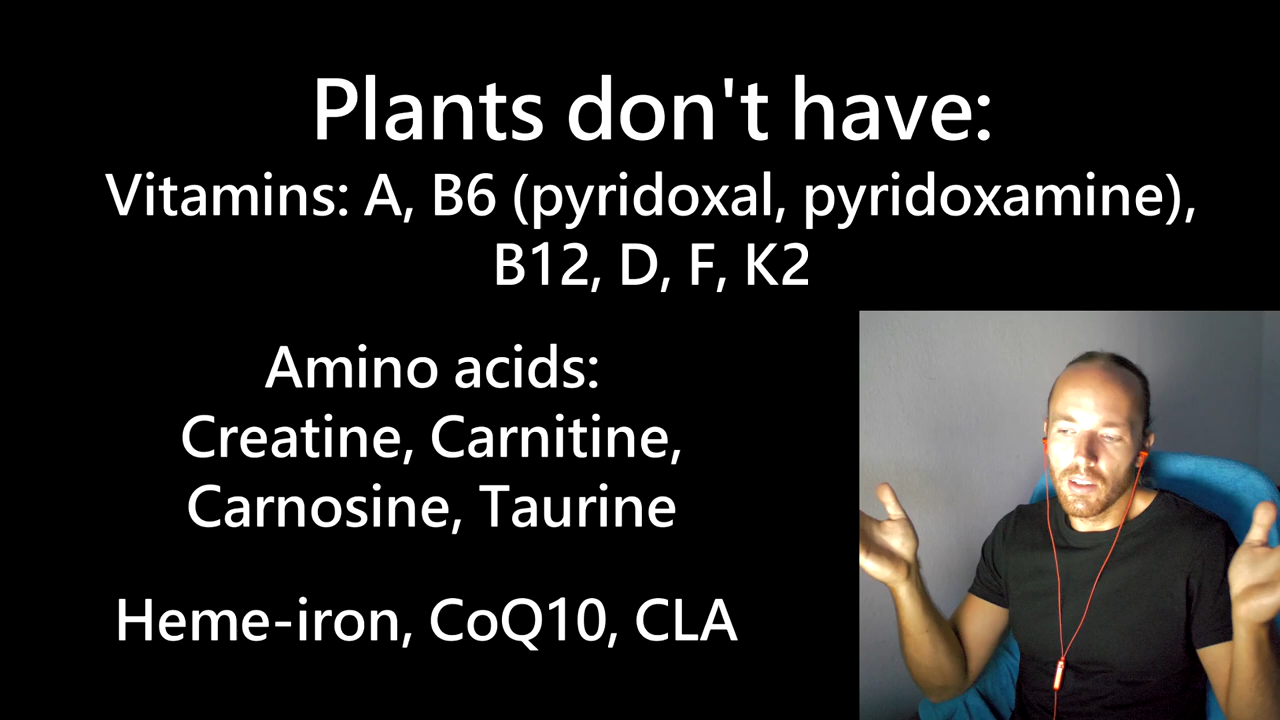 Plants don't have:
Vitamins: A, B6 (pyridoxal, pyridoxamine),
B12, D, F, K2
Amino acids:
Creatine, Carnitine,
Carnosine, Taurine
Heme-iron, CoQ10, CLA